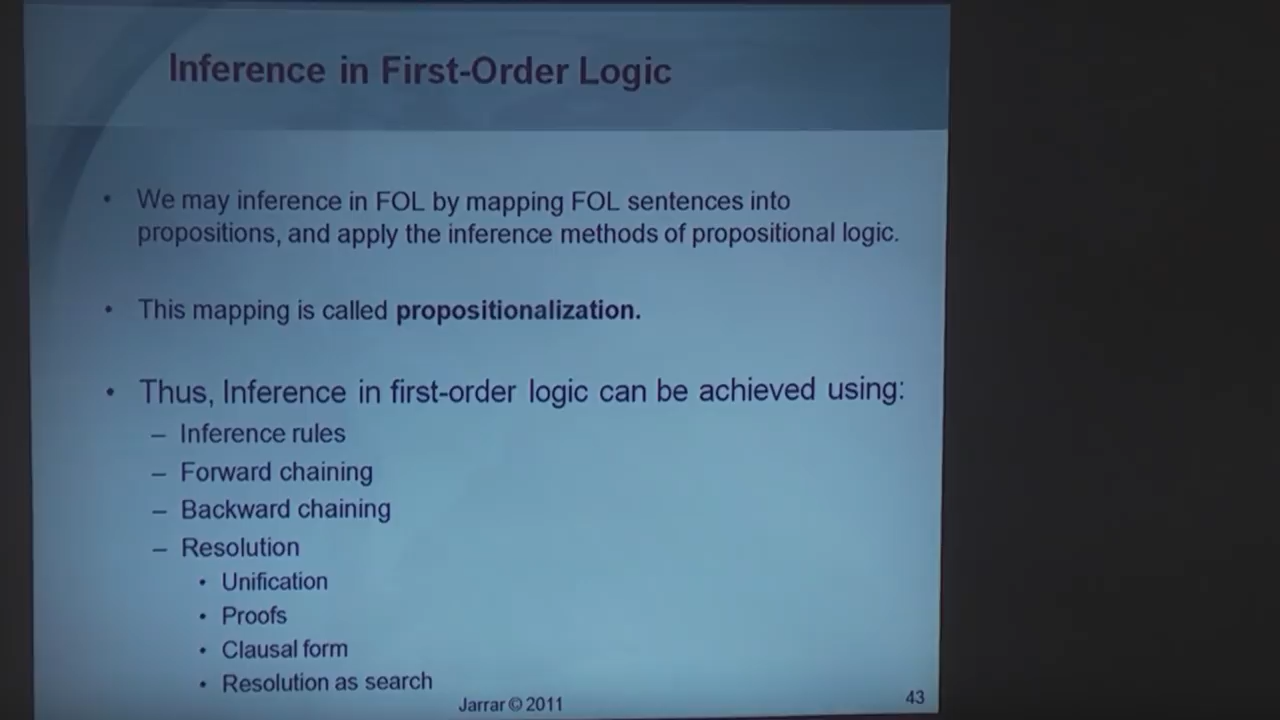 Inference in First-Order Logic
• We may inference in FOL by mapping FOL sentences into
propositions, and apply the inference methods of propositional logic.
• This mapping is called propositionalization.
• Thus, Inference in first-order logic can be achieved using:
– Inference rules
– Forward chaining
– Backward chaining
– Resolution
• Unification
• Proofs
• Clausal form
• Resolution as search
Jarrar © 2011
43